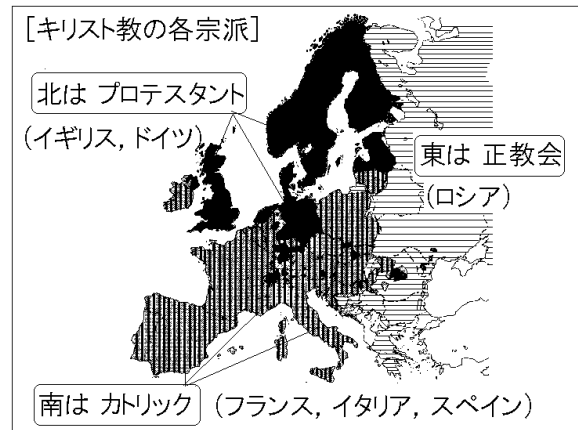 [キリスト教の各宗派]
北は プロテスタント
(イギリス, ドイツ)
東は 正教会
(ロシア)
南は カトリック (フランス, イタリア, スペイン)